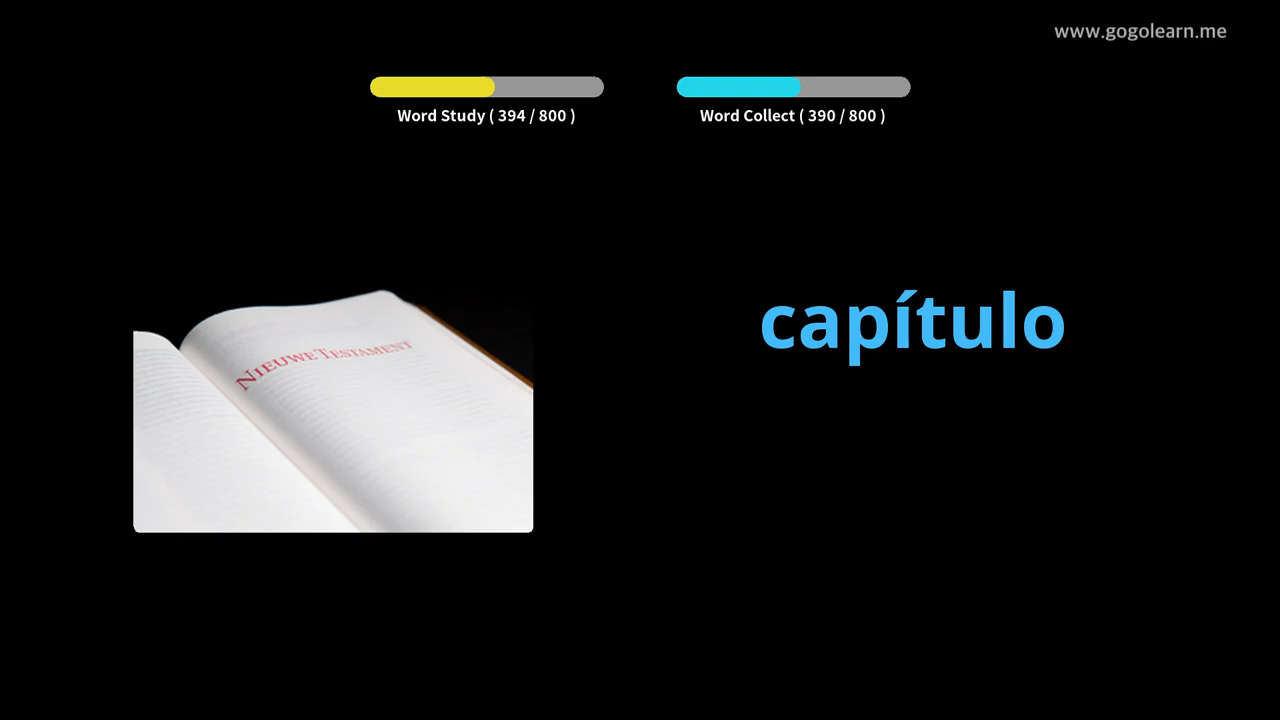 www.gogolearn.me
Word Study ( 394 / 800 )
Word Collect ( 390 / 800 )
capítulo
NIEUWE TESTAMENT